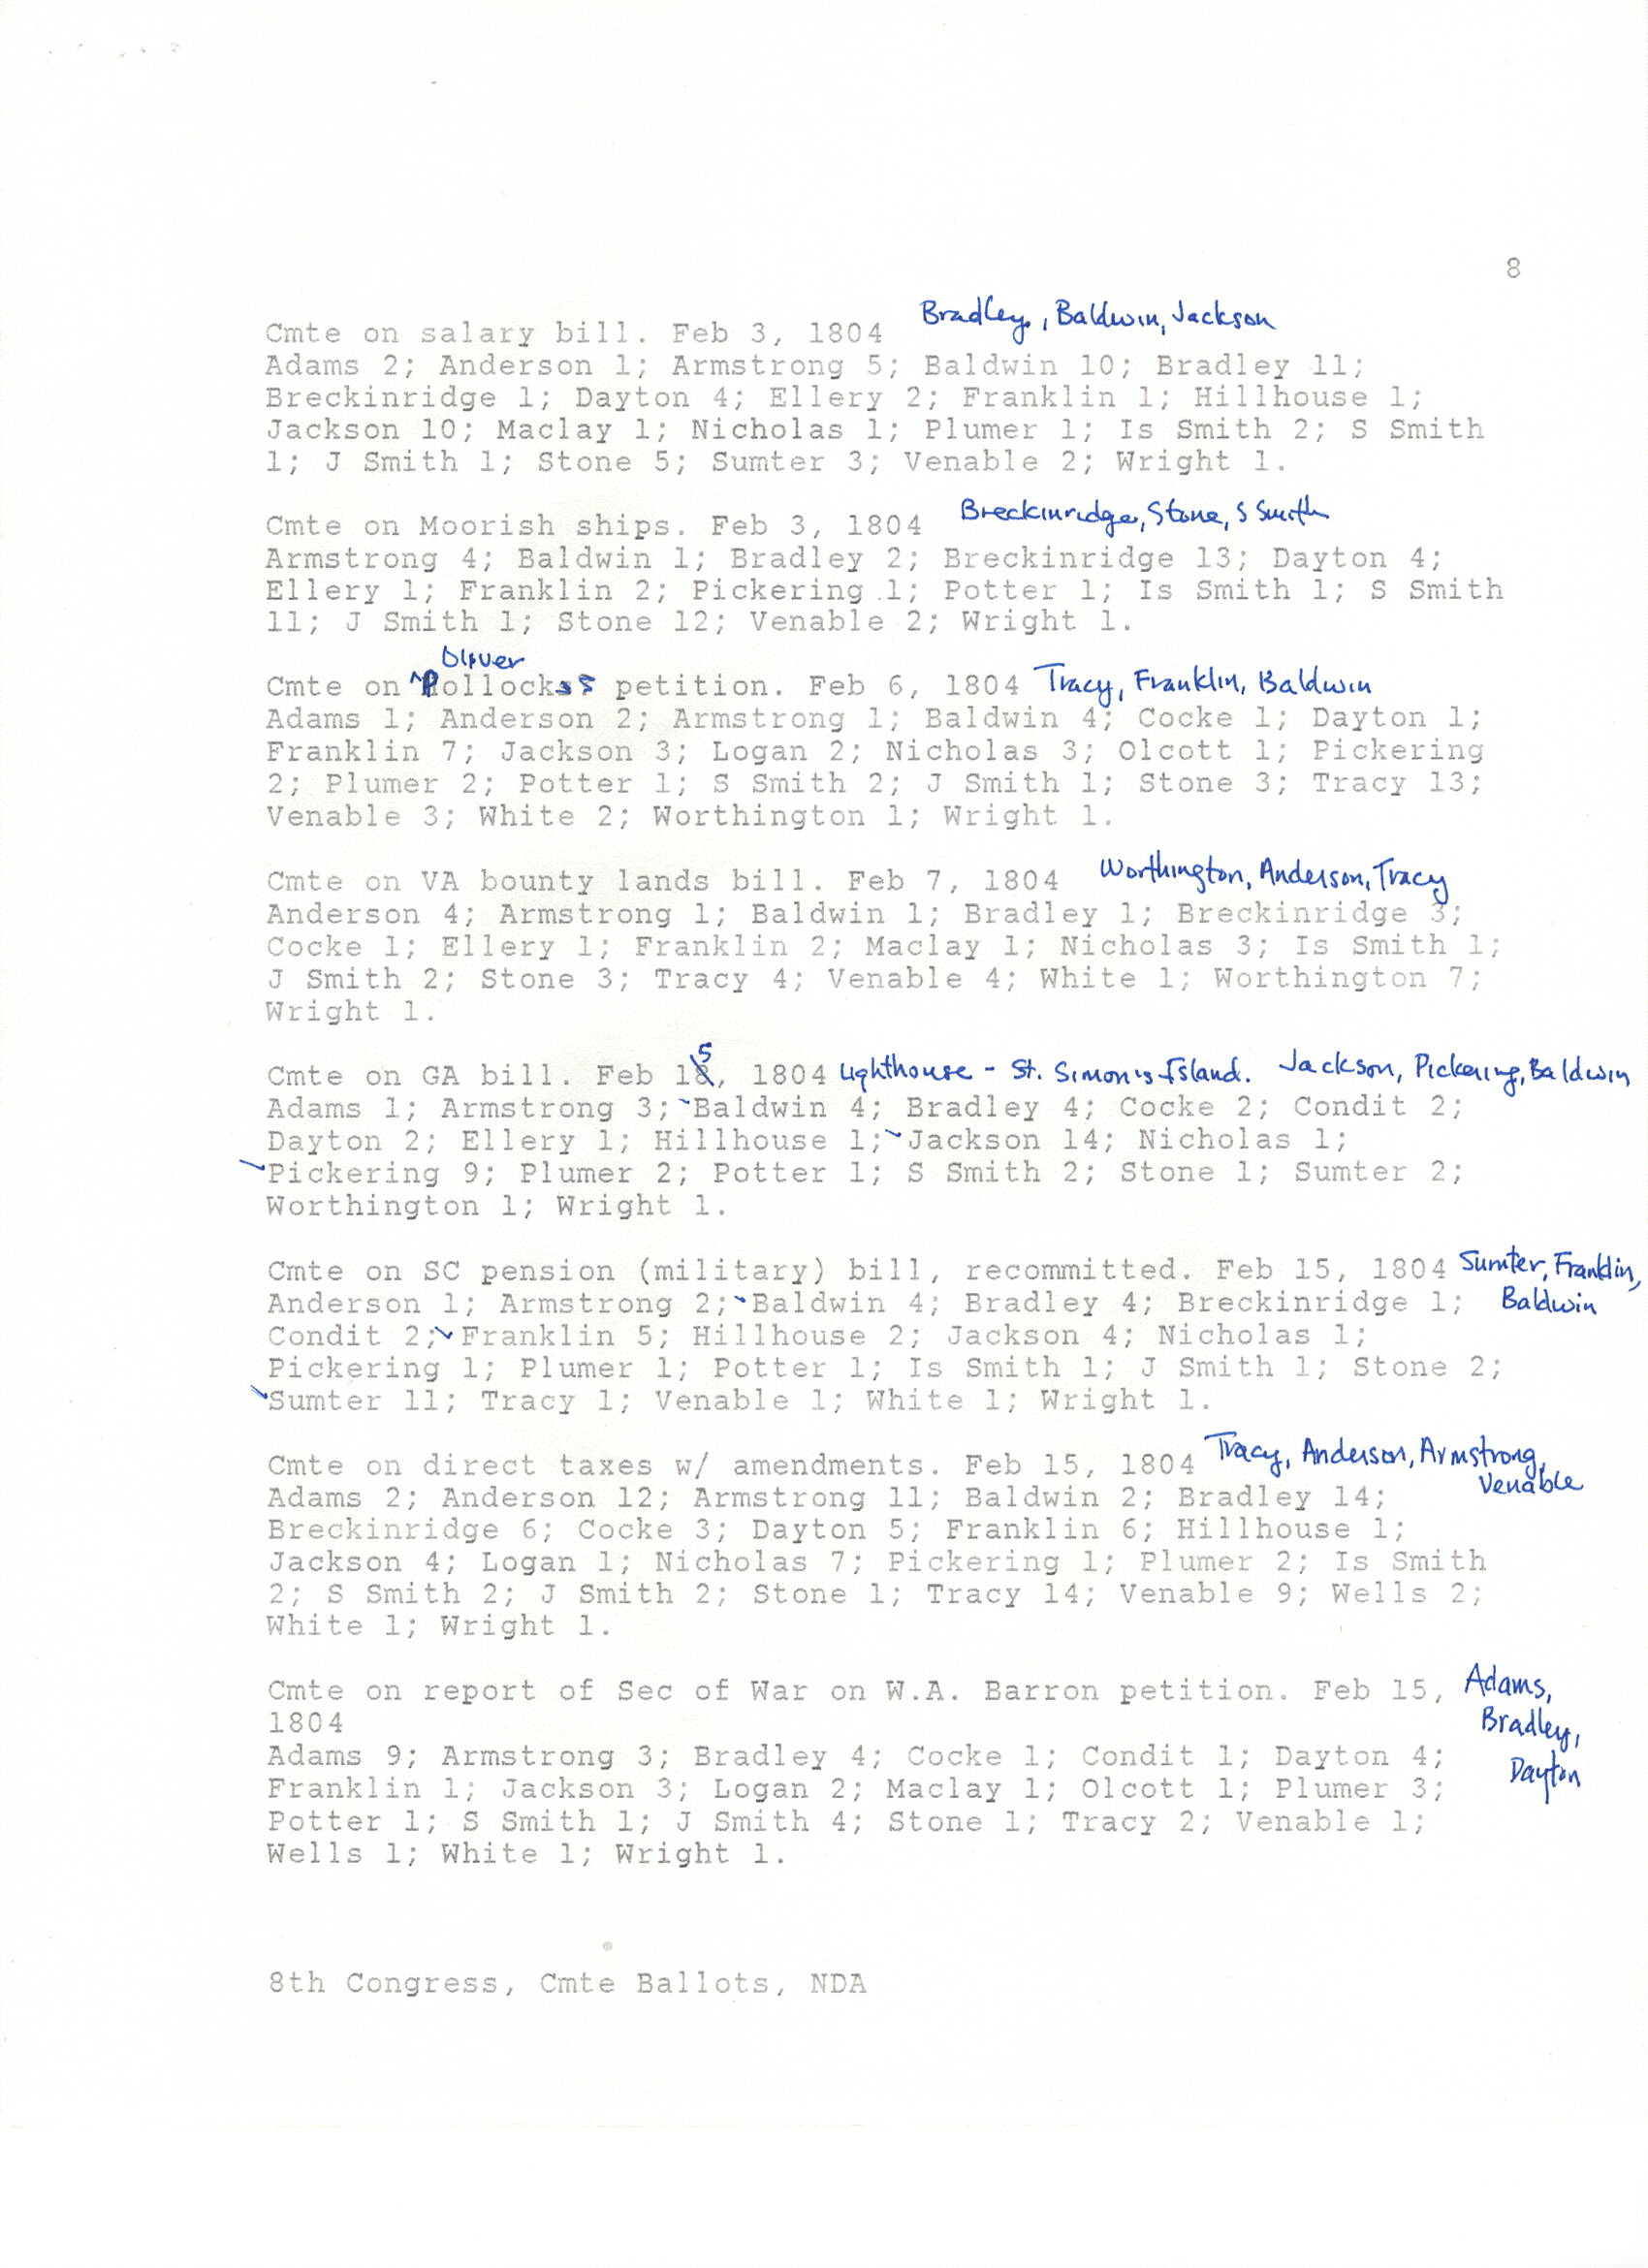 8
Cmte on salary bill. Feb 3, 1804 Bradley, Baldwin, Jackson
Adams 2; Anderson 1; Armstrong 5; Baldwin 10; Bradley 11;
Breckinridge 1; Dayton 4; Ellery 2; Franklin 1; Hillhouse 1;
Jackson 10; Maclay 1; Nicholas 1; Plumer 1; Is Smith 2; S Smith
1; J Smith 1; Stone 5; Sumter 3; Venable 2; Wright 1.
Cmte on Moorish ships. Feb 3, 1804 Breckinridge, Stone, S Smith
Armstrong 4; Baldwin 1; Bradley 2; Breckinridge 13; Dayton 4;
Ellery 1; Franklin 2; Pickering 1; Potter 1; Is Smith 1; S Smith
11; J Smith 1; Stone 12; Venable 2; Wright 1.
Oliver
Cmte on ^Pollock's petition. Feb 6, 1804 Tracy, Franklin, Baldwin
Adams 1; Anderson 2; Armstrong 1; Baldwin 4; Cocke 1; Dayton 1;
Franklin 7; Jackson 3; Logan 2; Nicholas 3; Olcott 1; Pickering
2; Plumer 2; Potter 1; S Smith 2; J Smith 1; Stone 3; Tracy 13;
Venable 3; White 2; Worthington 1; Wright 1.
Cmte on VA bounty lands bill. Feb 7, 1804 Worthington, Anderson, Tracy
Anderson 4; Armstrong 1; Baldwin 1; Bradley 1; Breckinridge 3;
Cocke 1; Ellery 1; Franklin 2; Maclay 1; Nicholas 3; Is Smith 1;
J Smith 2; Stone 3; Tracy 4; Venable 4; White 1; Worthington 7;
Wright 1.
Cmte on GA bill. Feb 15, 1804 Lighthouse - St. Simon's Island. Jackson, Pickering, Baldwin
Adams 1; Armstrong 3; Baldwin 4; Bradley 4; Cocke 2; Condit 2;
Dayton 2; Ellery 1; Hillhouse 1; Jackson 14; Nicholas 1;
Pickering 9; Plumer 2; Potter 1; S Smith 2; Stone 1; Sumter 2;
Worthington 1; Wright 1.
Cmte on SC pension (military) bill, recommitted. Feb 15, 1804 Sumter, Franklin,
Anderson 1; Armstrong 2; Baldwin 4; Bradley 4; Breckinridge 1; Baldwin
Condit 2; Franklin 5; Hillhouse 2; Jackson 4; Nicholas 1;
Pickering 1; Plumer 1; Potter 1; Is Smith 1; J Smith 1; Stone 2;
Sumter 11; Tracy 1; Venable 1; White 1; Wright 1.
Cmte on direct taxes w/ amendments. Feb 15, 1804 Tracy, Anderson, Armstrong,
Venable
Adams 2; Anderson 12; Armstrong 11; Baldwin 2; Bradley 14;
Breckinridge 6; Cocke 3; Dayton 5; Franklin 6; Hillhouse 1;
Jackson 4; Logan 1; Nicholas 7; Pickering 1; Plumer 2; Is Smith
2; S Smith 2; J Smith 2; Stone 1; Tracy 14; Venable 9; Wells 2;
White 1; Wright 1.
Cmte on report of Sec of War on W.A. Barron petition. Feb 15, Adams,
1804 Bradley,
Adams 9; Armstrong 3; Bradley 4; Cocke 1; Condit 1; Dayton 4; Dayton
Franklin 1; Jackson 3; Logan 2; Maclay 1; Olcott 1; Plumer 3;
Potter 1; S Smith 1; J Smith 4; Stone 1; Tracy 2; Venable 1;
Wells 1; White 1; Wright 1.
8th Congress, Cmte Ballots, NDA